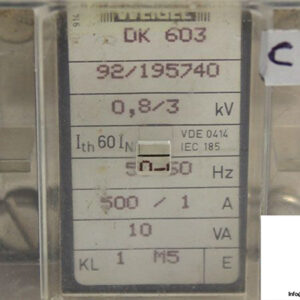 WEIGEL
DK 603
92/195740
0,8/3 kV
Ith 60 IN VDE 0414
IEC 185
50-60 Hz
500 / 1 A
10 VA
KL 1 M5 E
C